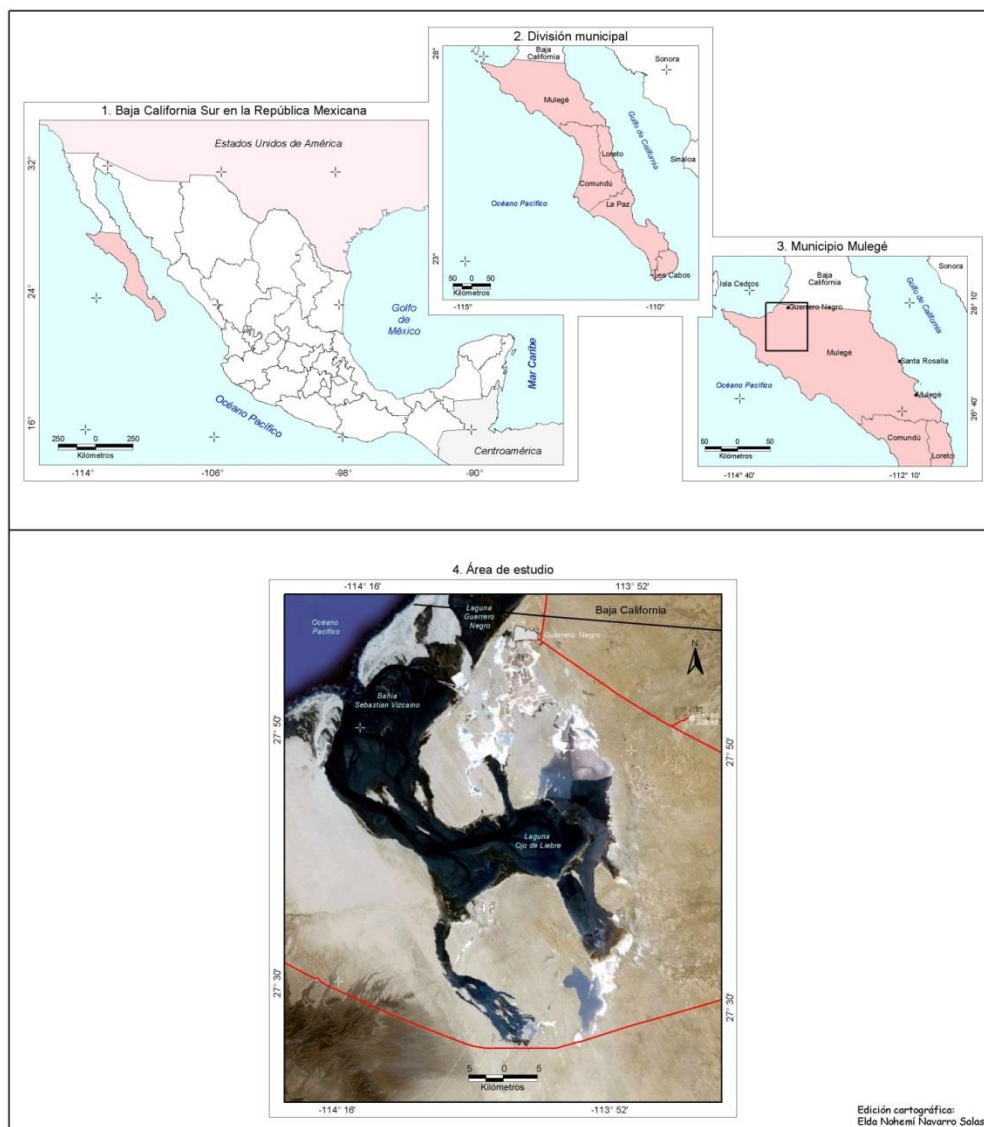 1. Baja California Sur en la República Mexicana
Estados Unidos de América
32°
24°
16°
Golfo
de
México
Mar Caribe
Océano Pacífico
Centroamérica
250 0 250
Kilómetros
-114°
-106°
-98°
-90°
2. División municipal
28°
23°
Baja
California
Sonora
Mulegé
Golfo de California
Loreto
Sinaloa
Comundú
La Paz
Océano Pacífico
Los Cabos
50 0 50
Kilómetros
-115°
-110°
3. Municipio Mulegé
Sonora
Baja
California
Isla Cedros
Guerrero Negro
Golfo de California
28° 10'
Mulegé
Santa Rosalía
Océano Pacífico
Mulegé
26° 40'
Comundú
Loreto
50 0 50
Kilómetros
-114° 40'
-112° 10'
4. Área de estudio
-114° 16'
113° 52'
Océano
Pacífico
Laguna
Guerrero
Negro
Baja California
Guerrero Negro
N
Bahía
Sebastian Vizcaino
Benito
Juárez
27° 50'
27° 50'
Laguna
Ojo de Liebre
27° 30'
27° 30'
5 0 5
Kilómetros
-114° 16'
-113° 52'
Edición cartográfica:
Elda Nohemí Navarro Salas